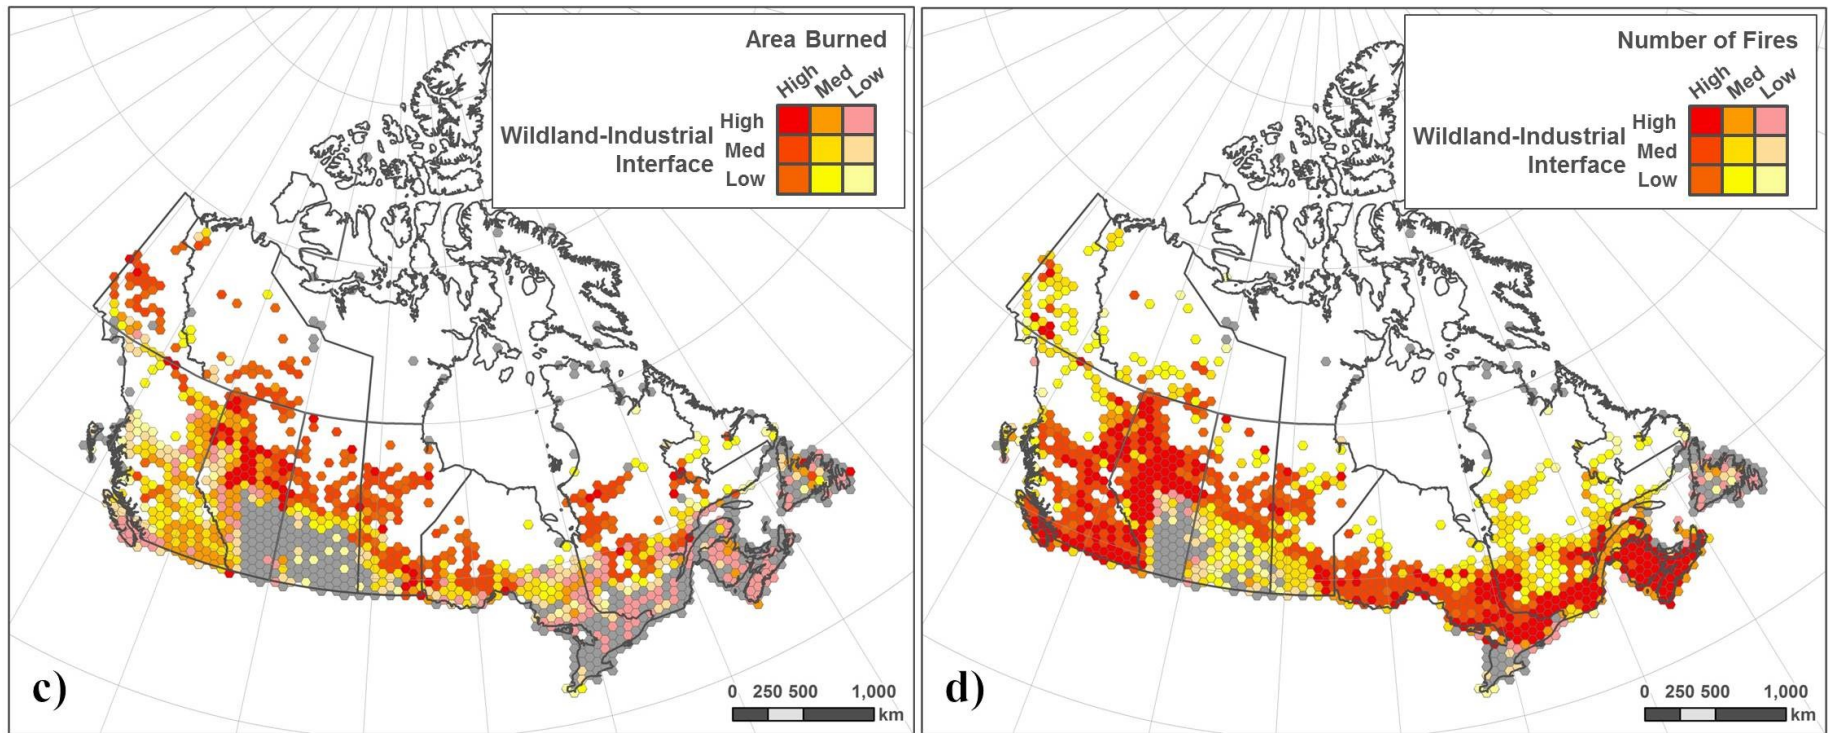 Area Burned
High Med Low
Wildland-Industrial
Interface
High
Med
Low
c)
0 250 500 1,000
km
Number of Fires
High Med Low
Wildland-Industrial
Interface
High
Med
Low
d)
0 250 500 1,000
km